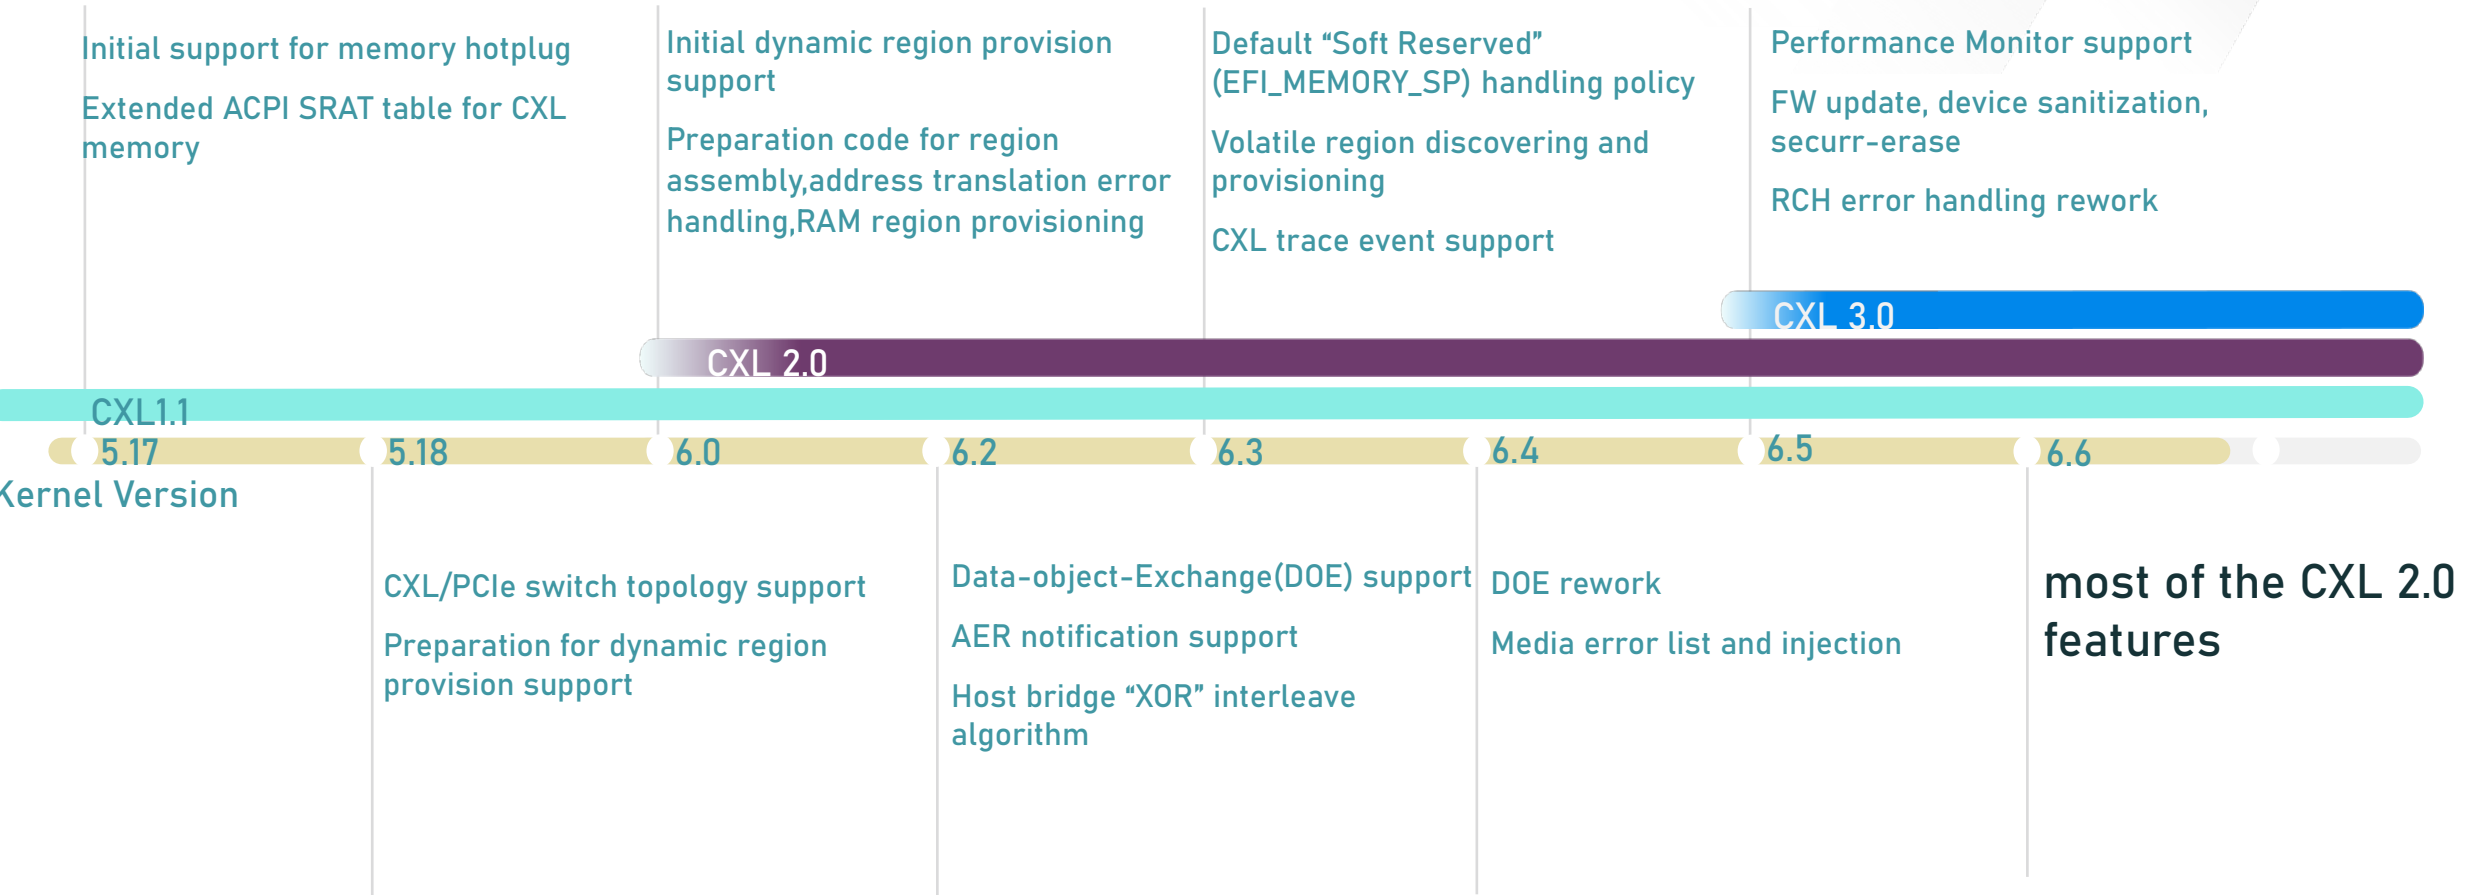 Initial support for memory hotplug
Extended ACPI SRAT table for CXL
memory
Initial dynamic region provision
support
Preparation code for region
assembly,address translation error
handling,RAM region provisioning
Default “Soft Reserved”
(EFI_MEMORY_SP) handling policy
Volatile region discovering and
provisioning
CXL trace event support
Performance Monitor support
FW update, device sanitization,
securr-erase
RCH error handling rework
CXL 3.0
CXL 2.0
CXL1.1
5.17
5.18
6.0
6.2
6.3
6.4
6.5
6.6
Kernel Version
CXL/PCIe switch topology support
Preparation for dynamic region
provision support
Data-object-Exchange(DOE) support
AER notification support
Host bridge “XOR” interleave
algorithm
DOE rework
Media error list and injection
most of the CXL 2.0
features